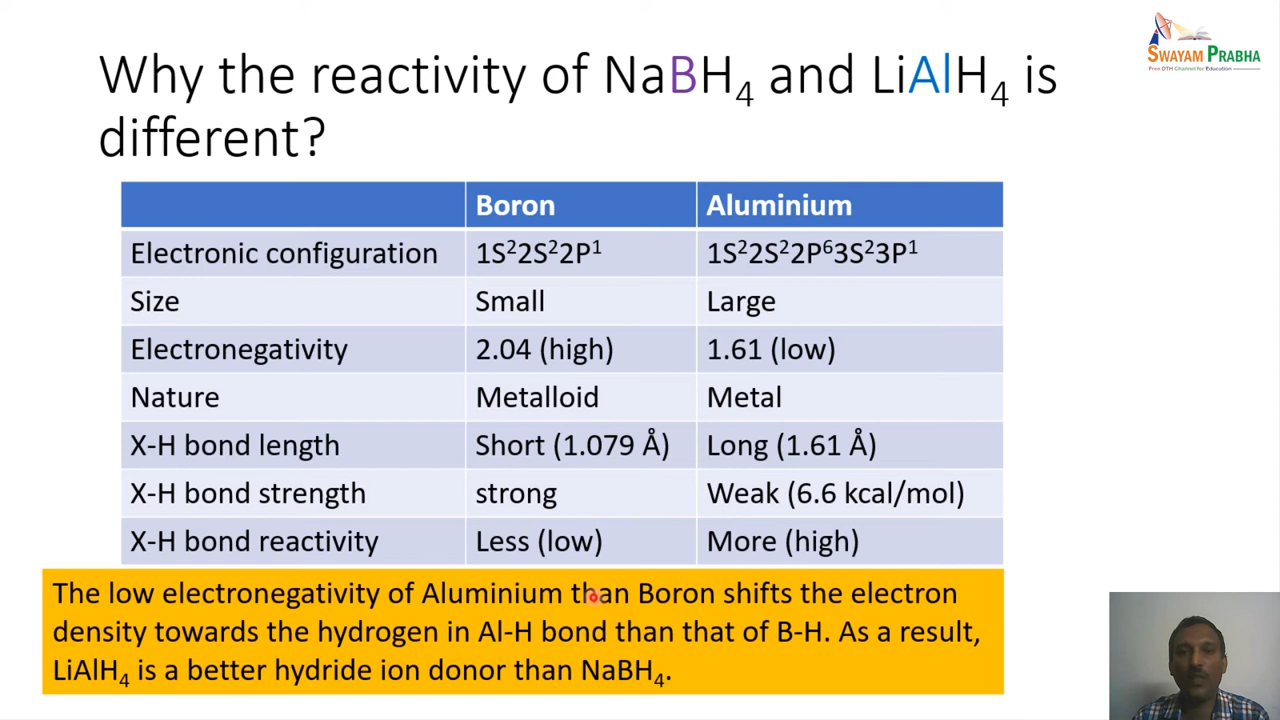 SWAYAM PRABHA
Free DTH Channel for Education
Why the reactivity of NaBH₄ and LiAlH₄ is
different?
Boron Aluminium
Electronic configuration 1S²2S²2P¹ 1S²2S²2P⁶3S²3P¹
Size Small Large
Electronegativity 2.04 (high) 1.61 (low)
Nature Metalloid Metal
X-H bond length Short (1.079 Å) Long (1.61 Å)
X-H bond strength strong Weak (6.6 kcal/mol)
X-H bond reactivity Less (low) More (high)
The low electronegativity of Aluminium than Boron shifts the electron
density towards the hydrogen in Al-H bond than that of B-H. As a result,
LiAlH₄ is a better hydride ion donor than NaBH₄.